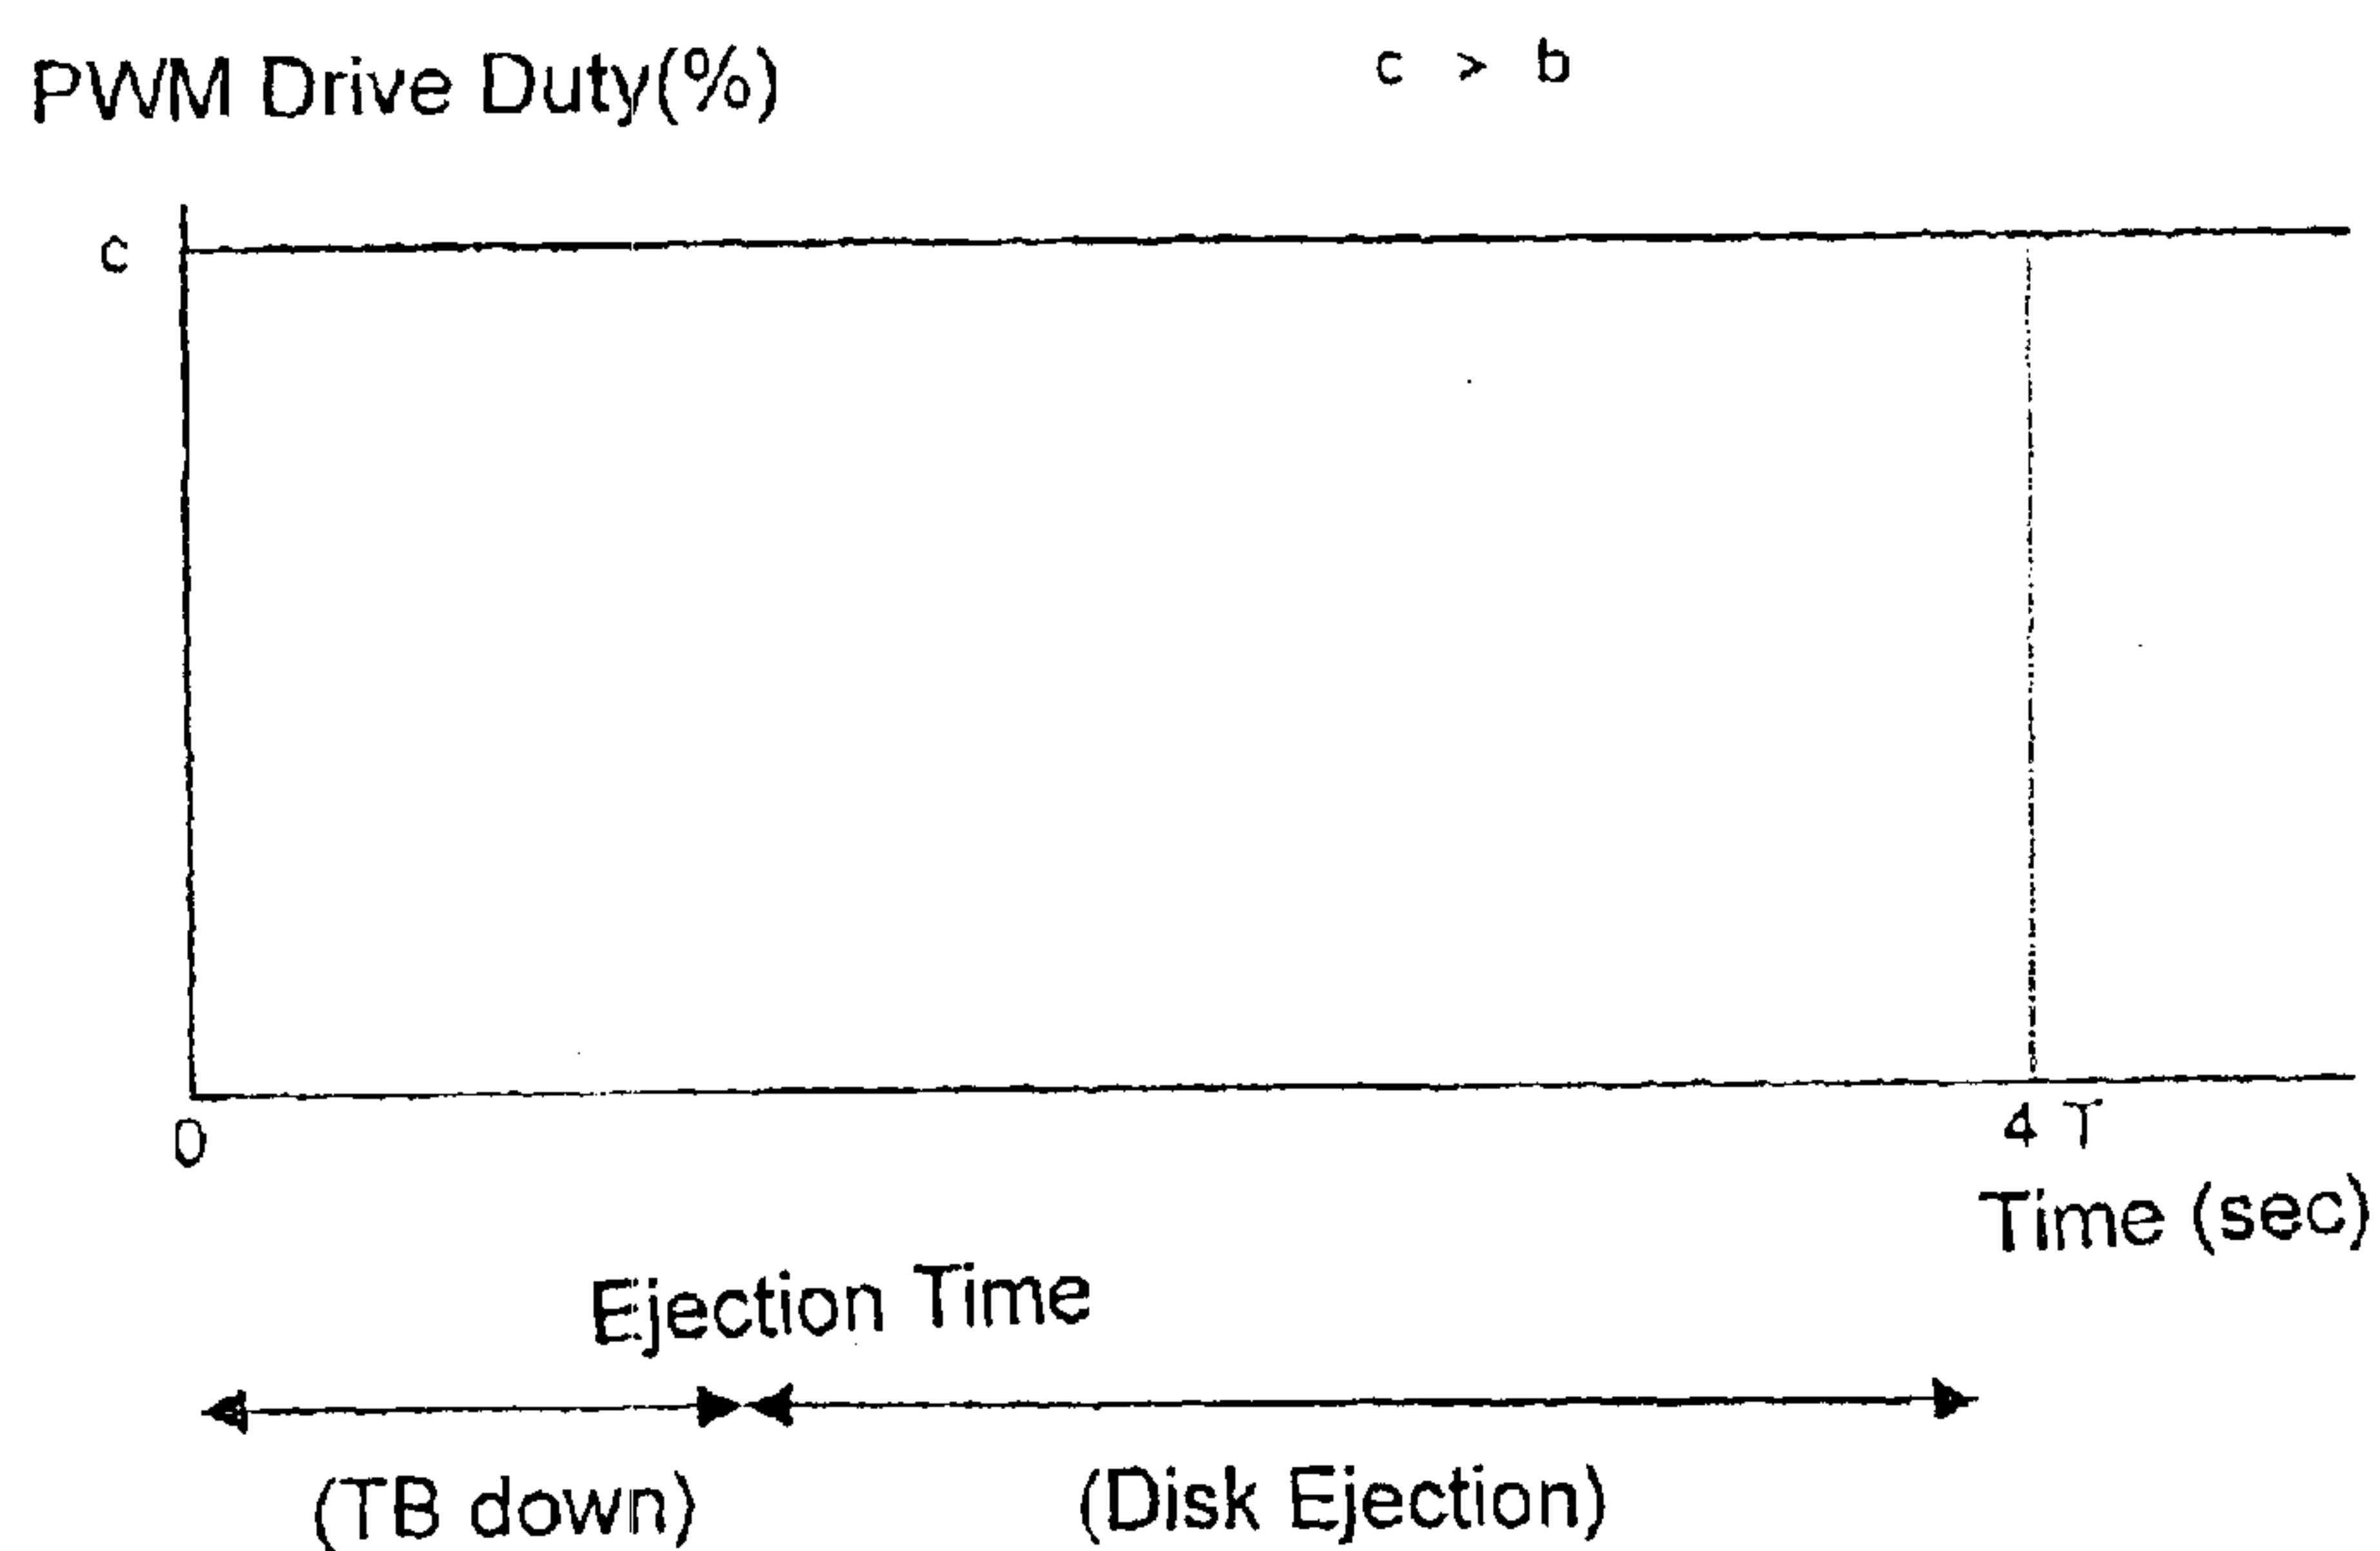 PWM Drive Duty(%)
c > b
c
0
4 T
Time (sec)
Ejection Time
(TB down)
(Disk Ejection)